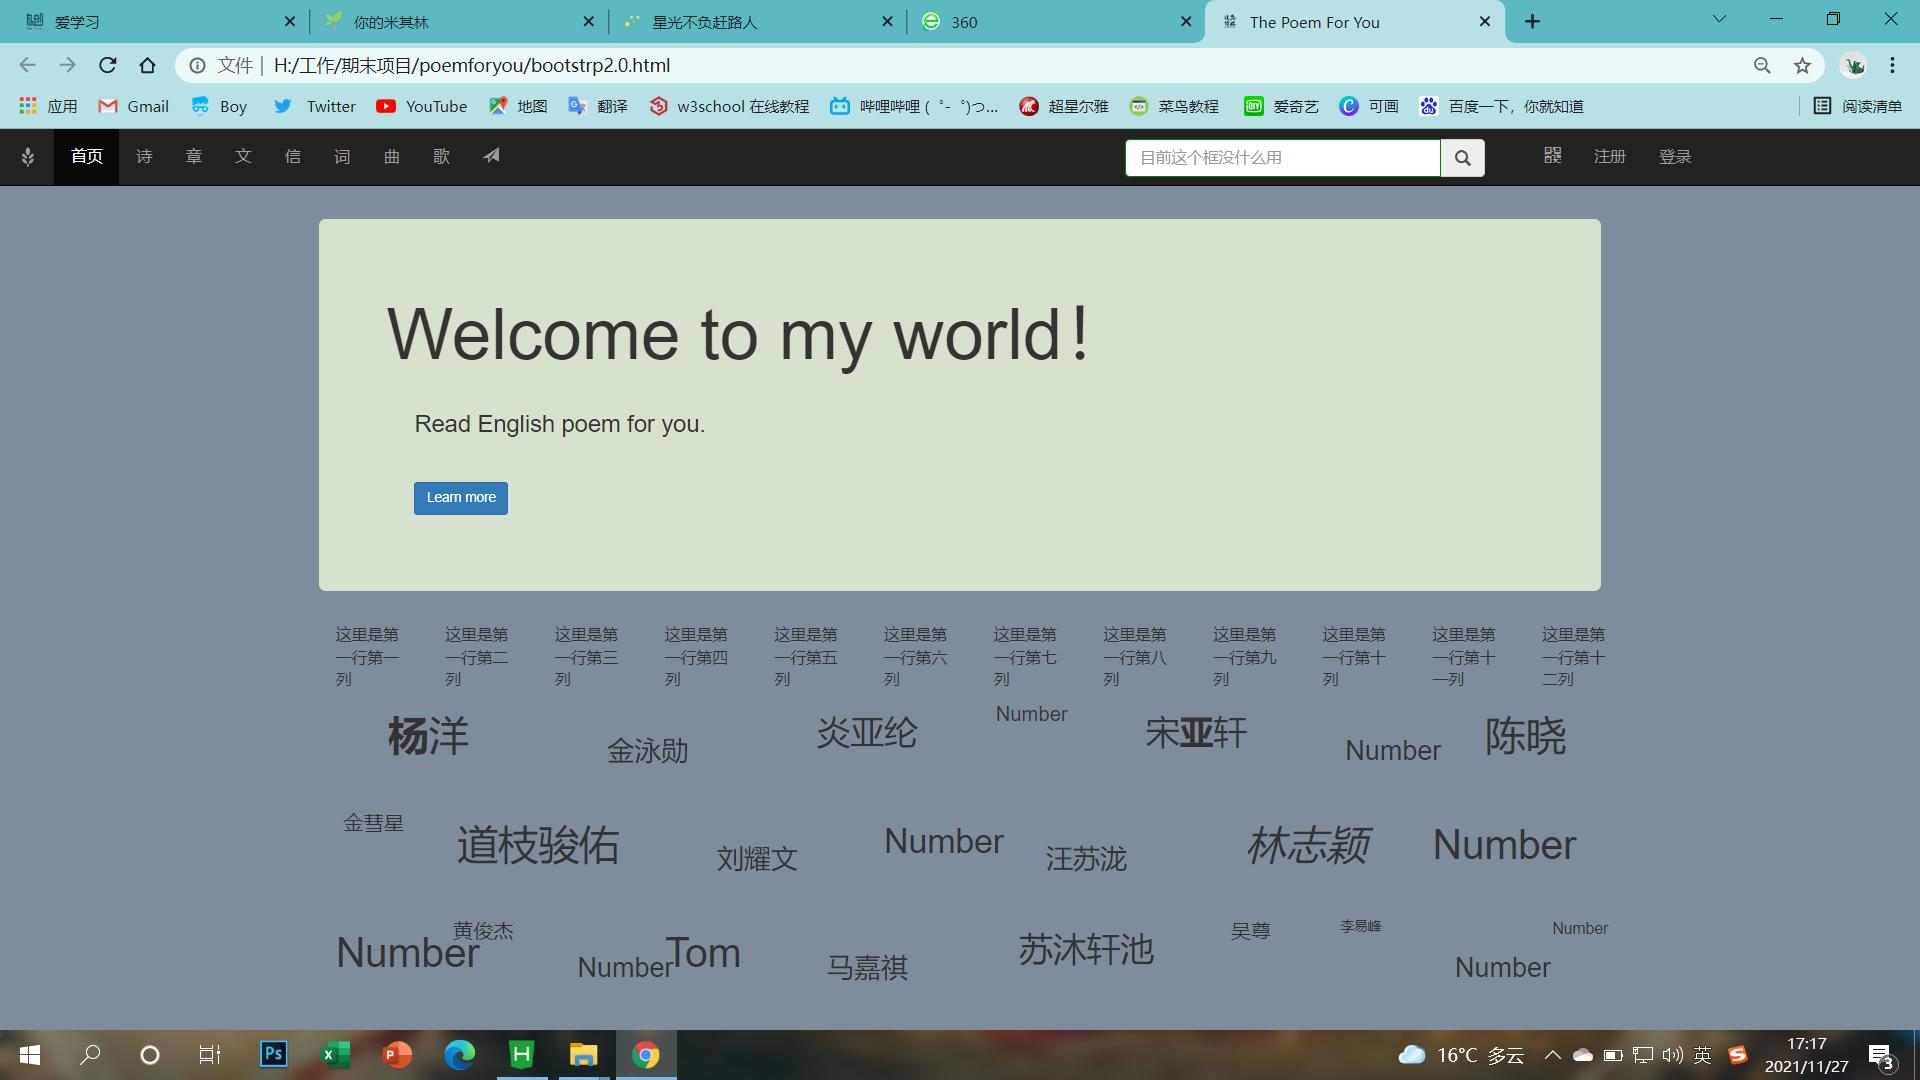 爱学习
你的米其林
星光不负赶路人
360
The Poem For You
文件 | H:/工作/期末项目/poemforyou/bootstrp2.0.html
应用 Gmail Boy Twitter YouTube 地图 翻译 w3school 在线教程 哔哩哔哩 (゜-゜)つ... 超星尔雅 菜鸟教程 爱奇艺 可画 百度一下，你就知道 阅读清单
首页 诗 章 文 信 词 曲 歌 目前这个框没什么用 注册 登录
Welcome to my world！
Read English poem for you.
Learn more
这里是第一行第一列
这里是第一行第二列
这里是第一行第三列
这里是第一行第四列
这里是第一行第五列
这里是第一行第六列
这里是第一行第七列
这里是第一行第八列
这里是第一行第九列
这里是第一行第十列
这里是第一行第十一列
这里是第一行第十二列
杨洋 金泳勋 炎亚纶 Number 宋亚轩 Number 陈晓
金彗星 道枝骏佑 刘耀文 Number 汪苏泷 林志颖 Number
Number 黄俊杰 Number Tom 马嘉祺 苏沐轩池 吴尊 李易峰 Number Number
16°C 多云 英 17:17
2021/11/27
3